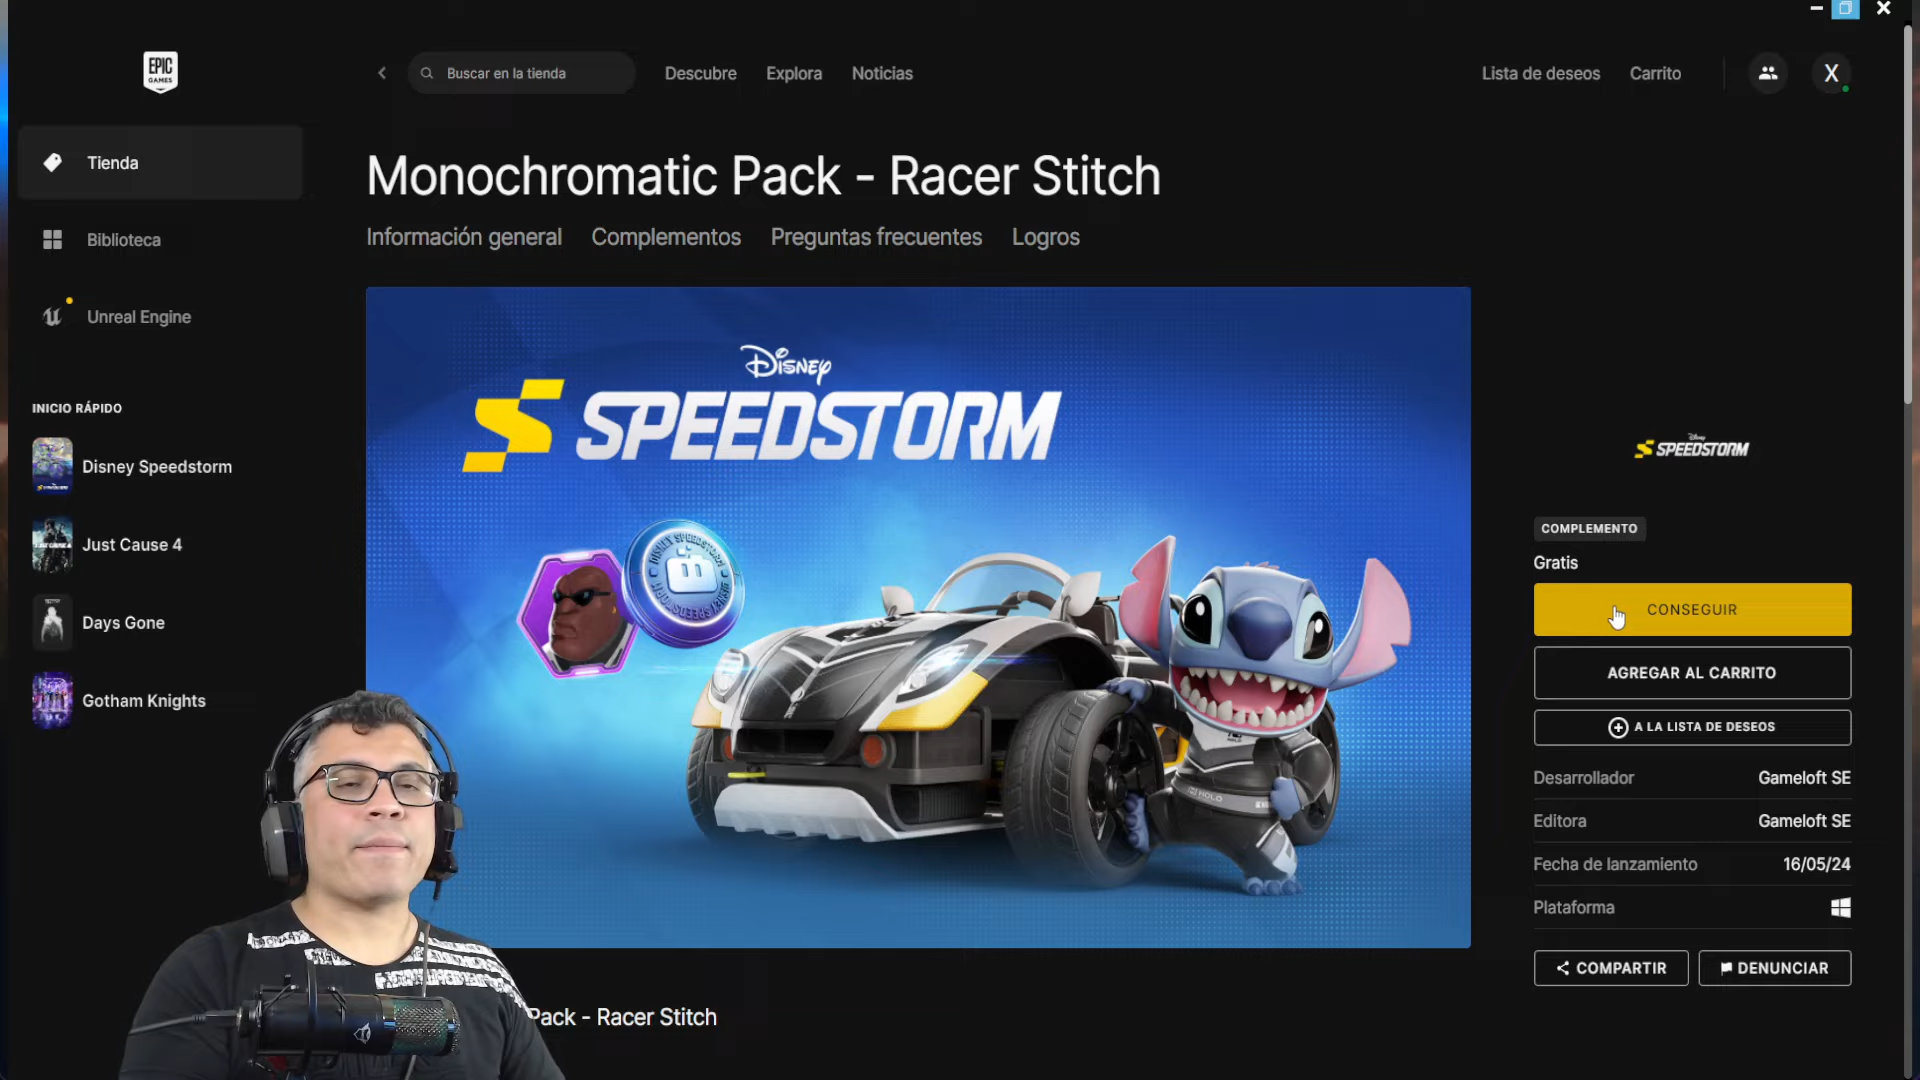 EPIC
GAMES
Buscar en la tienda
Descubre
Explora
Noticias
Lista de deseos
Carrito
X
Tienda
Biblioteca
Unreal Engine
INICIO RÁPIDO
Disney Speedstorm
Just Cause 4
Days Gone
Gotham Knights
Monochromatic Pack - Racer Stitch
Información general
Complementos
Preguntas frecuentes
Logros
Disney
SPEEDSTORM
DISNEY SPEEDSTORM
Disney
SPEEDSTORM
COMPLEMENTO
Gratis
CONSEGUIR
AGREGAR AL CARRITO
A LA LISTA DE DESEOS
Desarrollador Gameloft SE
Editora Gameloft SE
Fecha de lanzamiento 16/05/24
Plataforma
COMPARTIR
DENUNCIAR
Pack - Racer Stitch